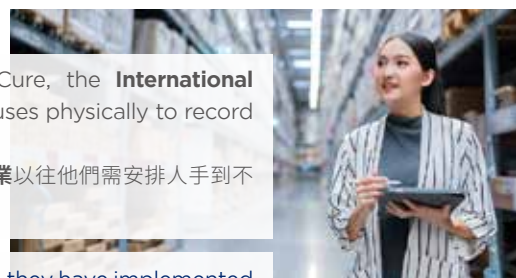 Cure, the International
uses physically to record
業以往他們需安排人手到不
they have implemented